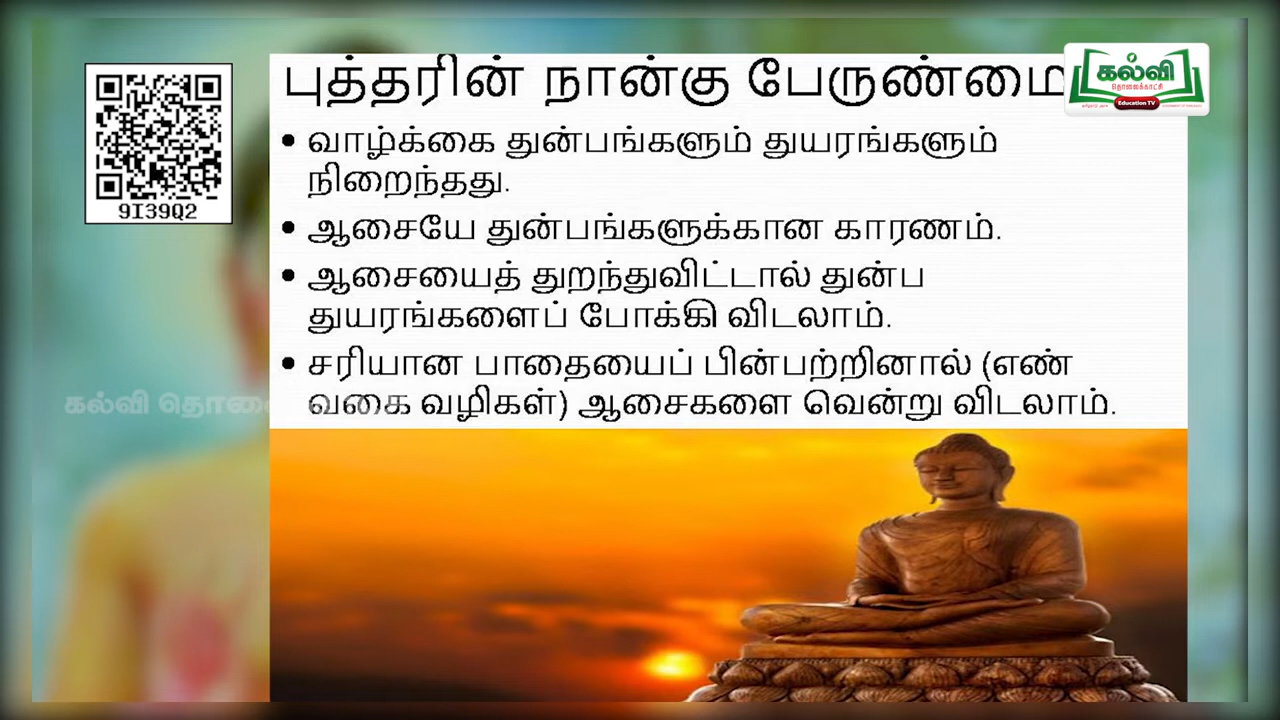 புத்தரின் நான்கு பேருண்மை
• வாழ்க்கை துன்பங்களும் துயரங்களும்
நிறைந்தது.
• ஆசையே துன்பங்களுக்கான காரணம்.
• ஆசையைத் துறந்துவிட்டால் துன்ப
துயரங்களைப் போக்கி விடலாம்.
• சரியான பாதையைப் பின்பற்றினால் (எண்
வகை வழிகள்) ஆசைகளை வென்று விடலாம்.
9I39Q2
கல்வி
தொலைக்காட்சி
Education TV
கல்வி